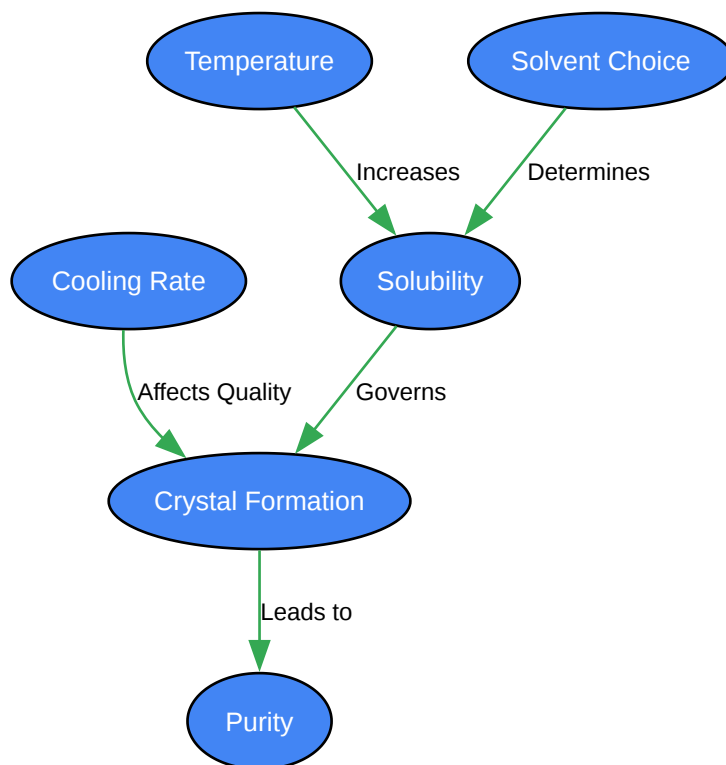 Temperature
Solvent Choice
Increases
Determines
Cooling Rate
Solubility
Affects Quality
Governs
Crystal Formation
Leads to
Purity